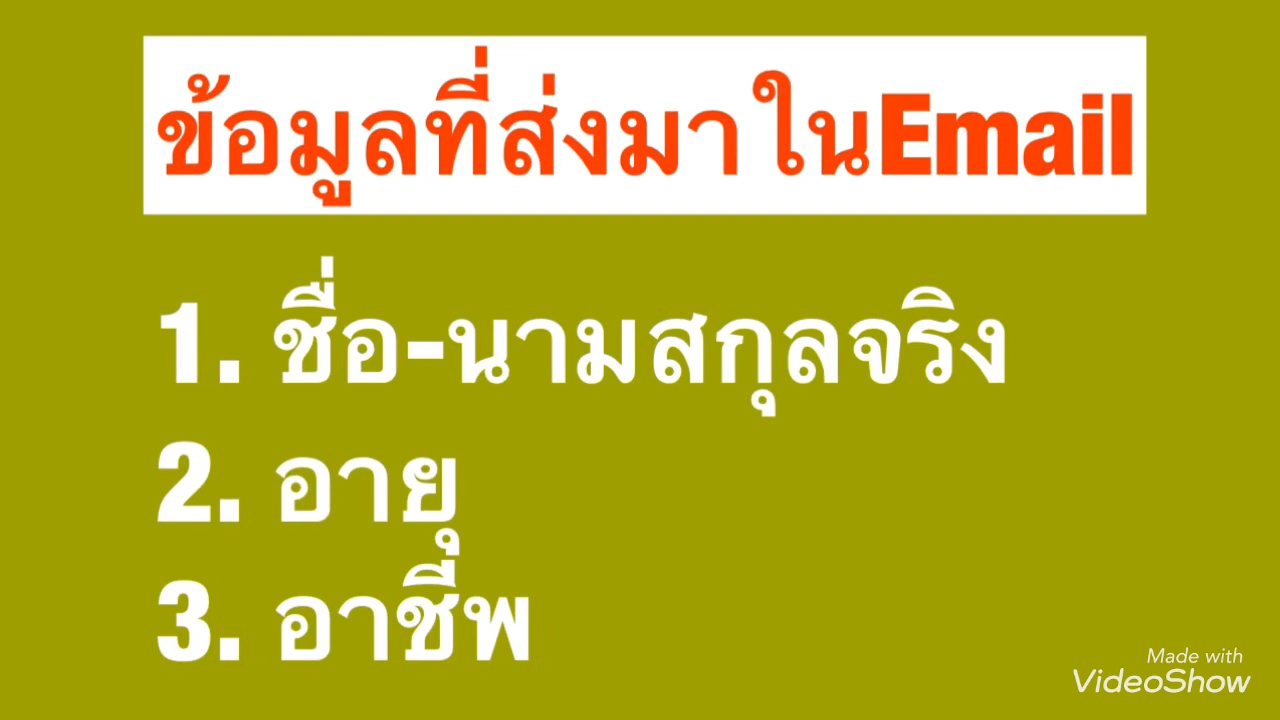 ข้อมูลที่ส่งมาในEmail
1. ชื่อ-นามสกุลจริง
2. อายุ
3. อาชีพ
Made with
VideoShow